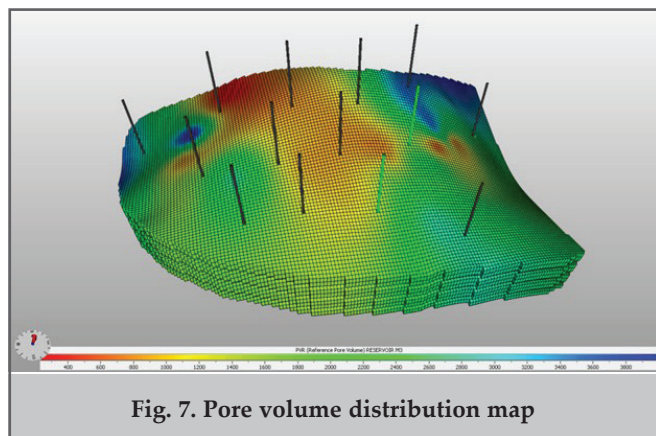 PVR (Reference Pore Volume) RESERVOIR M3
400 600 800 1000 1200 1400 1600 1800 2000 2200 2400 2600 2800 3000 3200 3400 3600 3800
Fig. 7. Pore volume distribution map